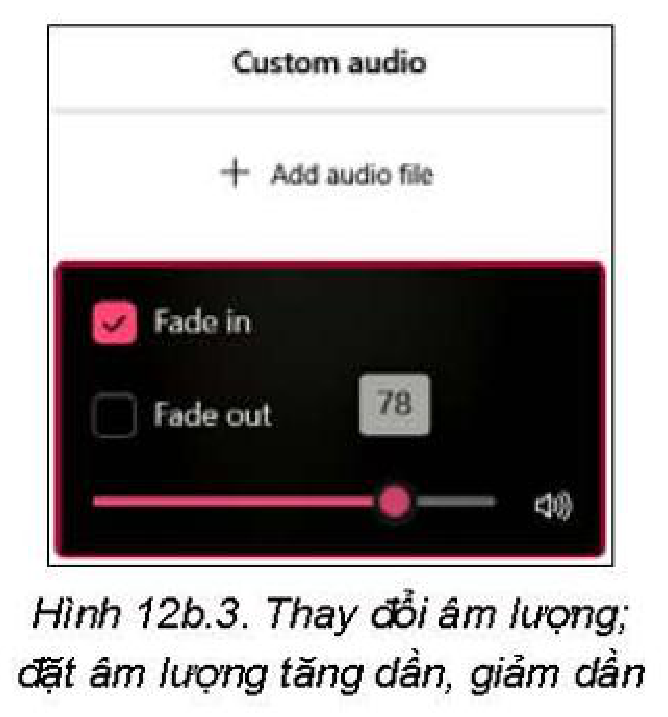 Custom audio
+ Add audio file
Fade in
Fade out
78
Hình 12b.3. Thay đổi âm lượng;
đặt âm lượng tăng dần, giảm dần